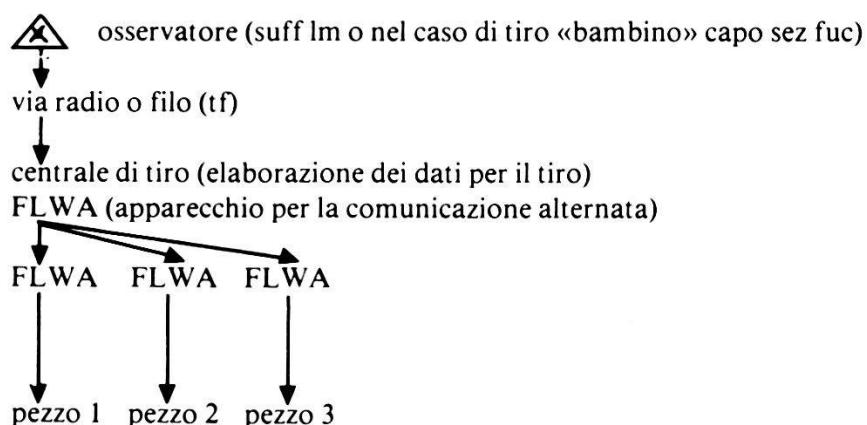 osservatore (suff lm o nel caso di tiro «bambino» capo sez fuc)
via radio o filo (tf)
centrale di tiro (elaborazione dei dati per il tiro)
FLWA (apparecchio per la comunicazione alternata)
FLWA FLWA FLWA
pezzo 1 pezzo 2 pezzo 3